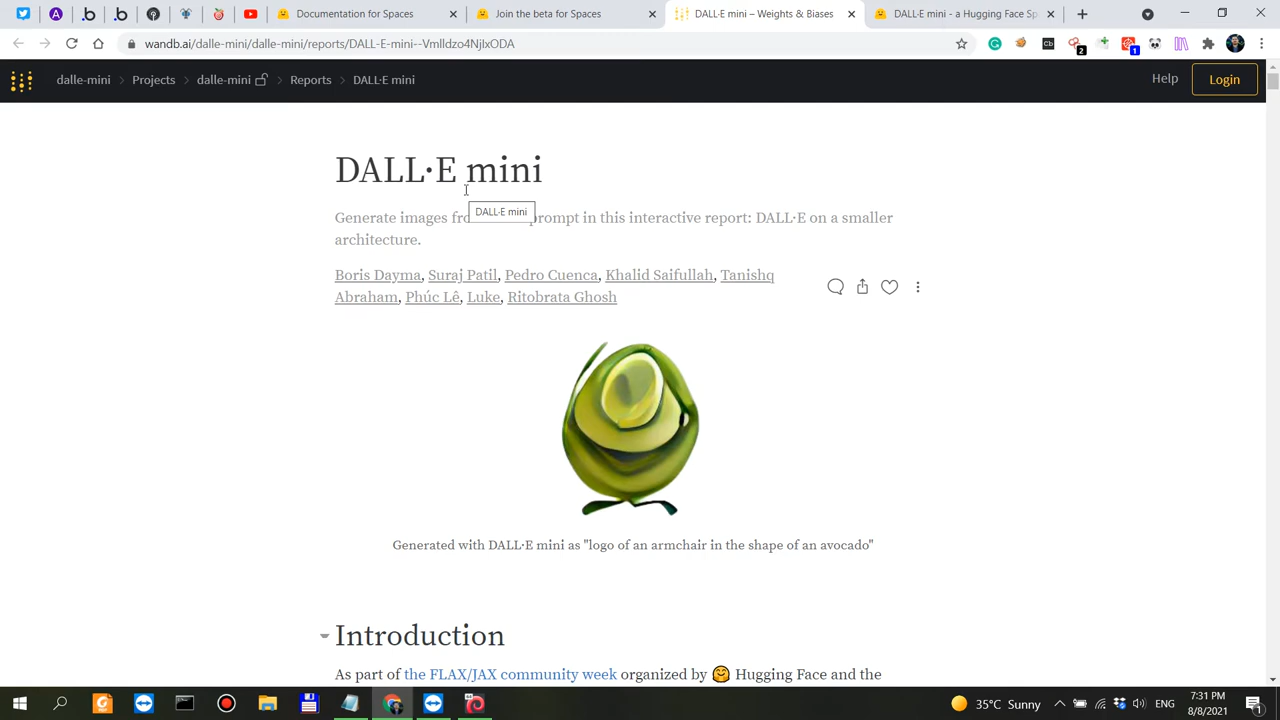 Documentation for Spaces
Join the beta for Spaces
DALL·E mini – Weights & Biases
DALL·E mini - a Hugging Face Sp
wandb.ai/dalle-mini/dalle-mini/reports/DALL-E-mini--Vmlldzo4NjIxODA
2
1
dalle-mini
Projects
dalle-mini
Reports
DALL·E mini
Help
Login
DALL·E mini
DALL·E mini
Generate images prompt in this interactive report: DALL·E on a smaller
architecture.
Boris Dayma, Suraj Patil, Pedro Cuenca, Khalid Saifullah, Tanishq
Abraham, Phúc Lê, Luke, Ritobrata Ghosh
Generated with DALL·E mini as "logo of an armchair in the shape of an avocado"
Introduction
As part of the FLAX/JAX community week organized by 🤗 Hugging Face and the
35°C Sunny
ENG
7:31 PM
8/8/2021
1